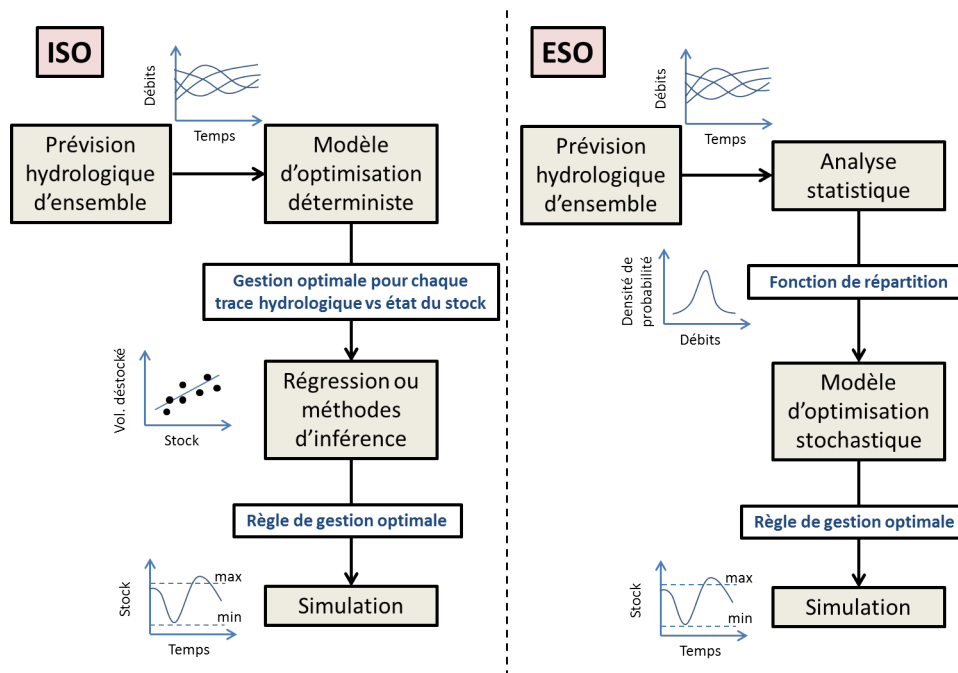 ISO
Débits
Temps
Prévision
hydrologique
d'ensemble
Modèle
d'optimisation
déterministe
Gestion optimale pour chaque
trace hydrologique vs état du stock
Vol. déstocké
Stock
Régression ou
méthodes
d'inférence
Règle de gestion optimale
Stock
max
min
Temps
Simulation
ESO
Débits
Temps
Prévision
hydrologique
d'ensemble
Analyse
statistique
Densité de
probabilité
Débits
Fonction de répartition
Modèle
d'optimisation
stochastique
Règle de gestion optimale
Stock
max
min
Temps
Simulation